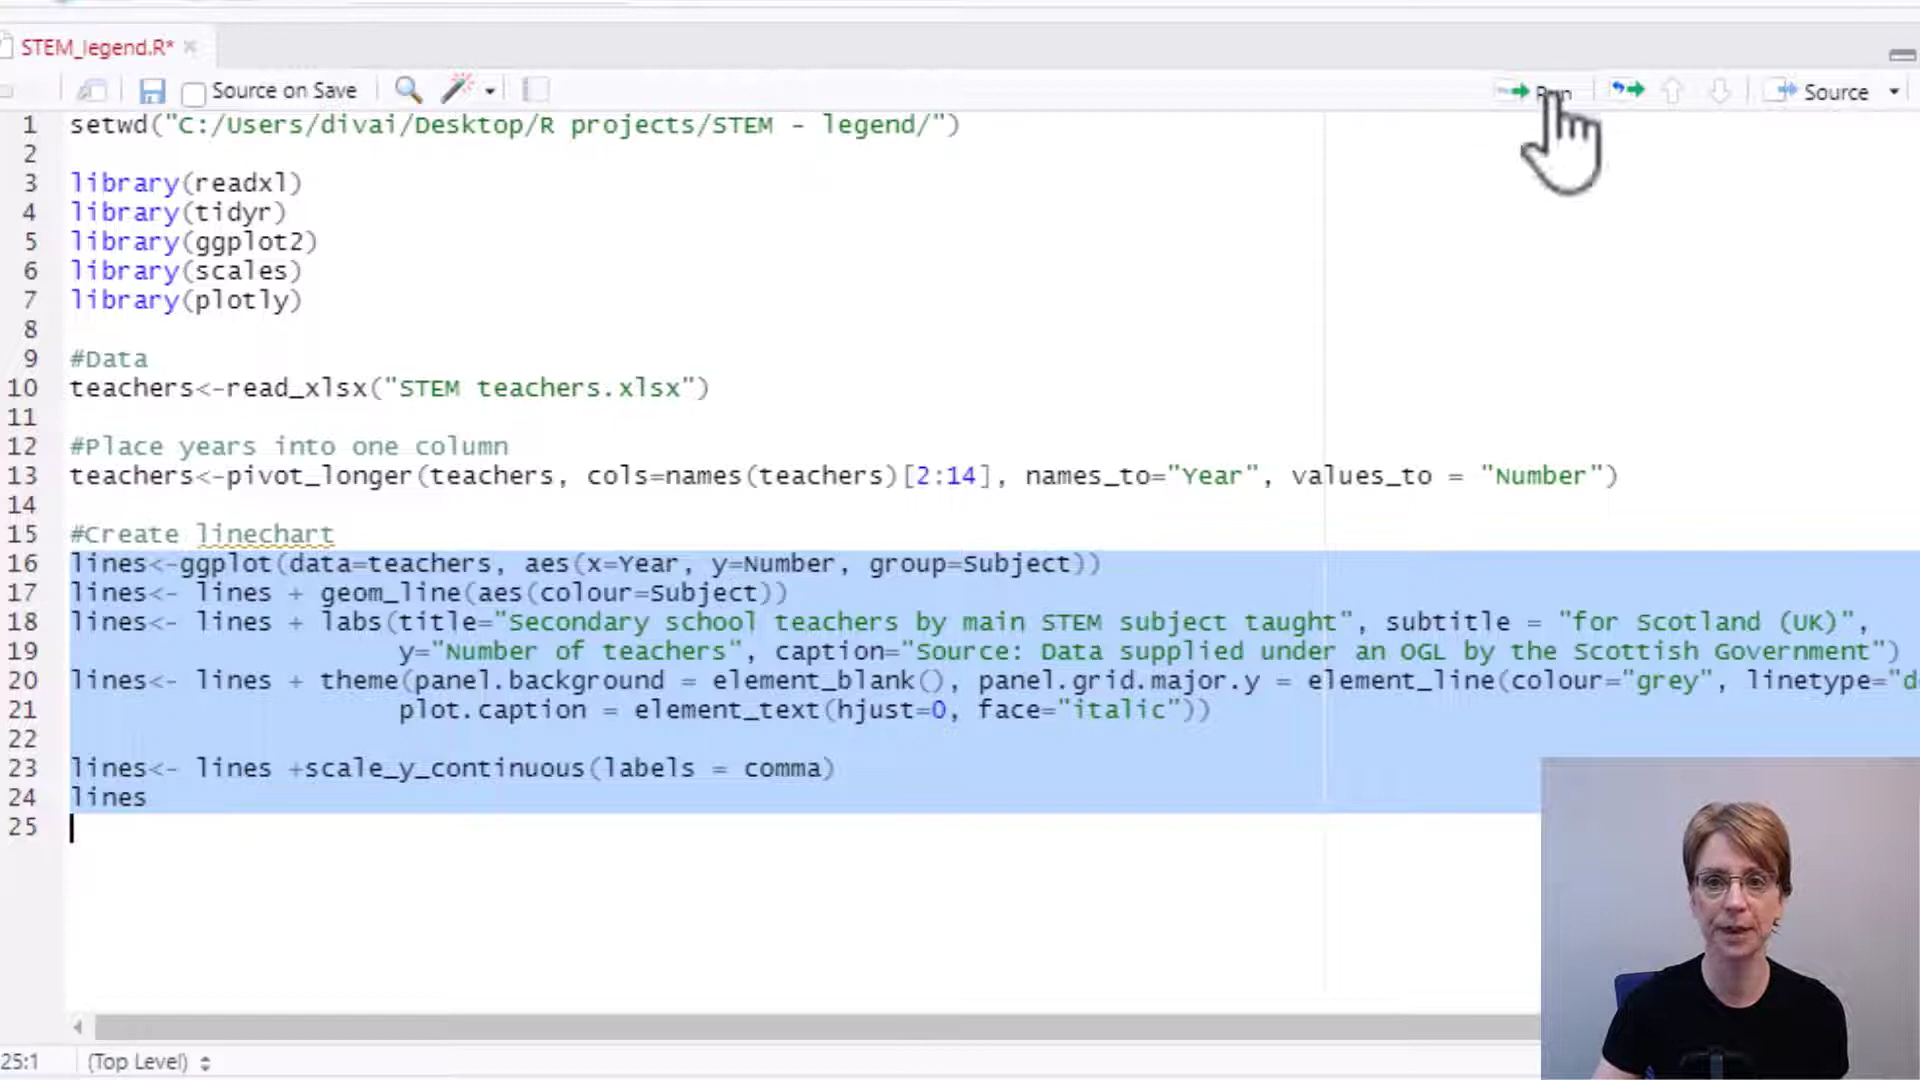 STEM_legend.R*
Source on Save
Run
Source
1 setwd("C:/Users/divai/Desktop/R projects/STEM - legend/")
2
3 library(readxl)
4 library(tidyr)
5 library(ggplot2)
6 library(scales)
7 library(plotly)
8
9 #Data
10 teachers<-read_xlsx("STEM teachers.xlsx")
11
12 #Place years into one column
13 teachers<-pivot_longer(teachers, cols=names(teachers)[2:14], names_to="Year", values_to = "Number")
14
15 #Create linechart
16 lines<-ggplot(data=teachers, aes(x=Year, y=Number, group=Subject))
17 lines<- lines + geom_line(aes(colour=Subject))
18 lines<- lines + labs(title="Secondary school teachers by main STEM subject taught", subtitle = "for Scotland (UK)",
19 y="Number of teachers", caption="Source: Data supplied under an OGL by the Scottish Government")
20 lines<- lines + theme(panel.background = element_blank(), panel.grid.major.y = element_line(colour="grey", linetype="d
21 plot.caption = element_text(hjust=0, face="italic"))
22
23 lines<- lines +scale_y_continuous(labels = comma)
24 lines
25
25:1 (Top Level)